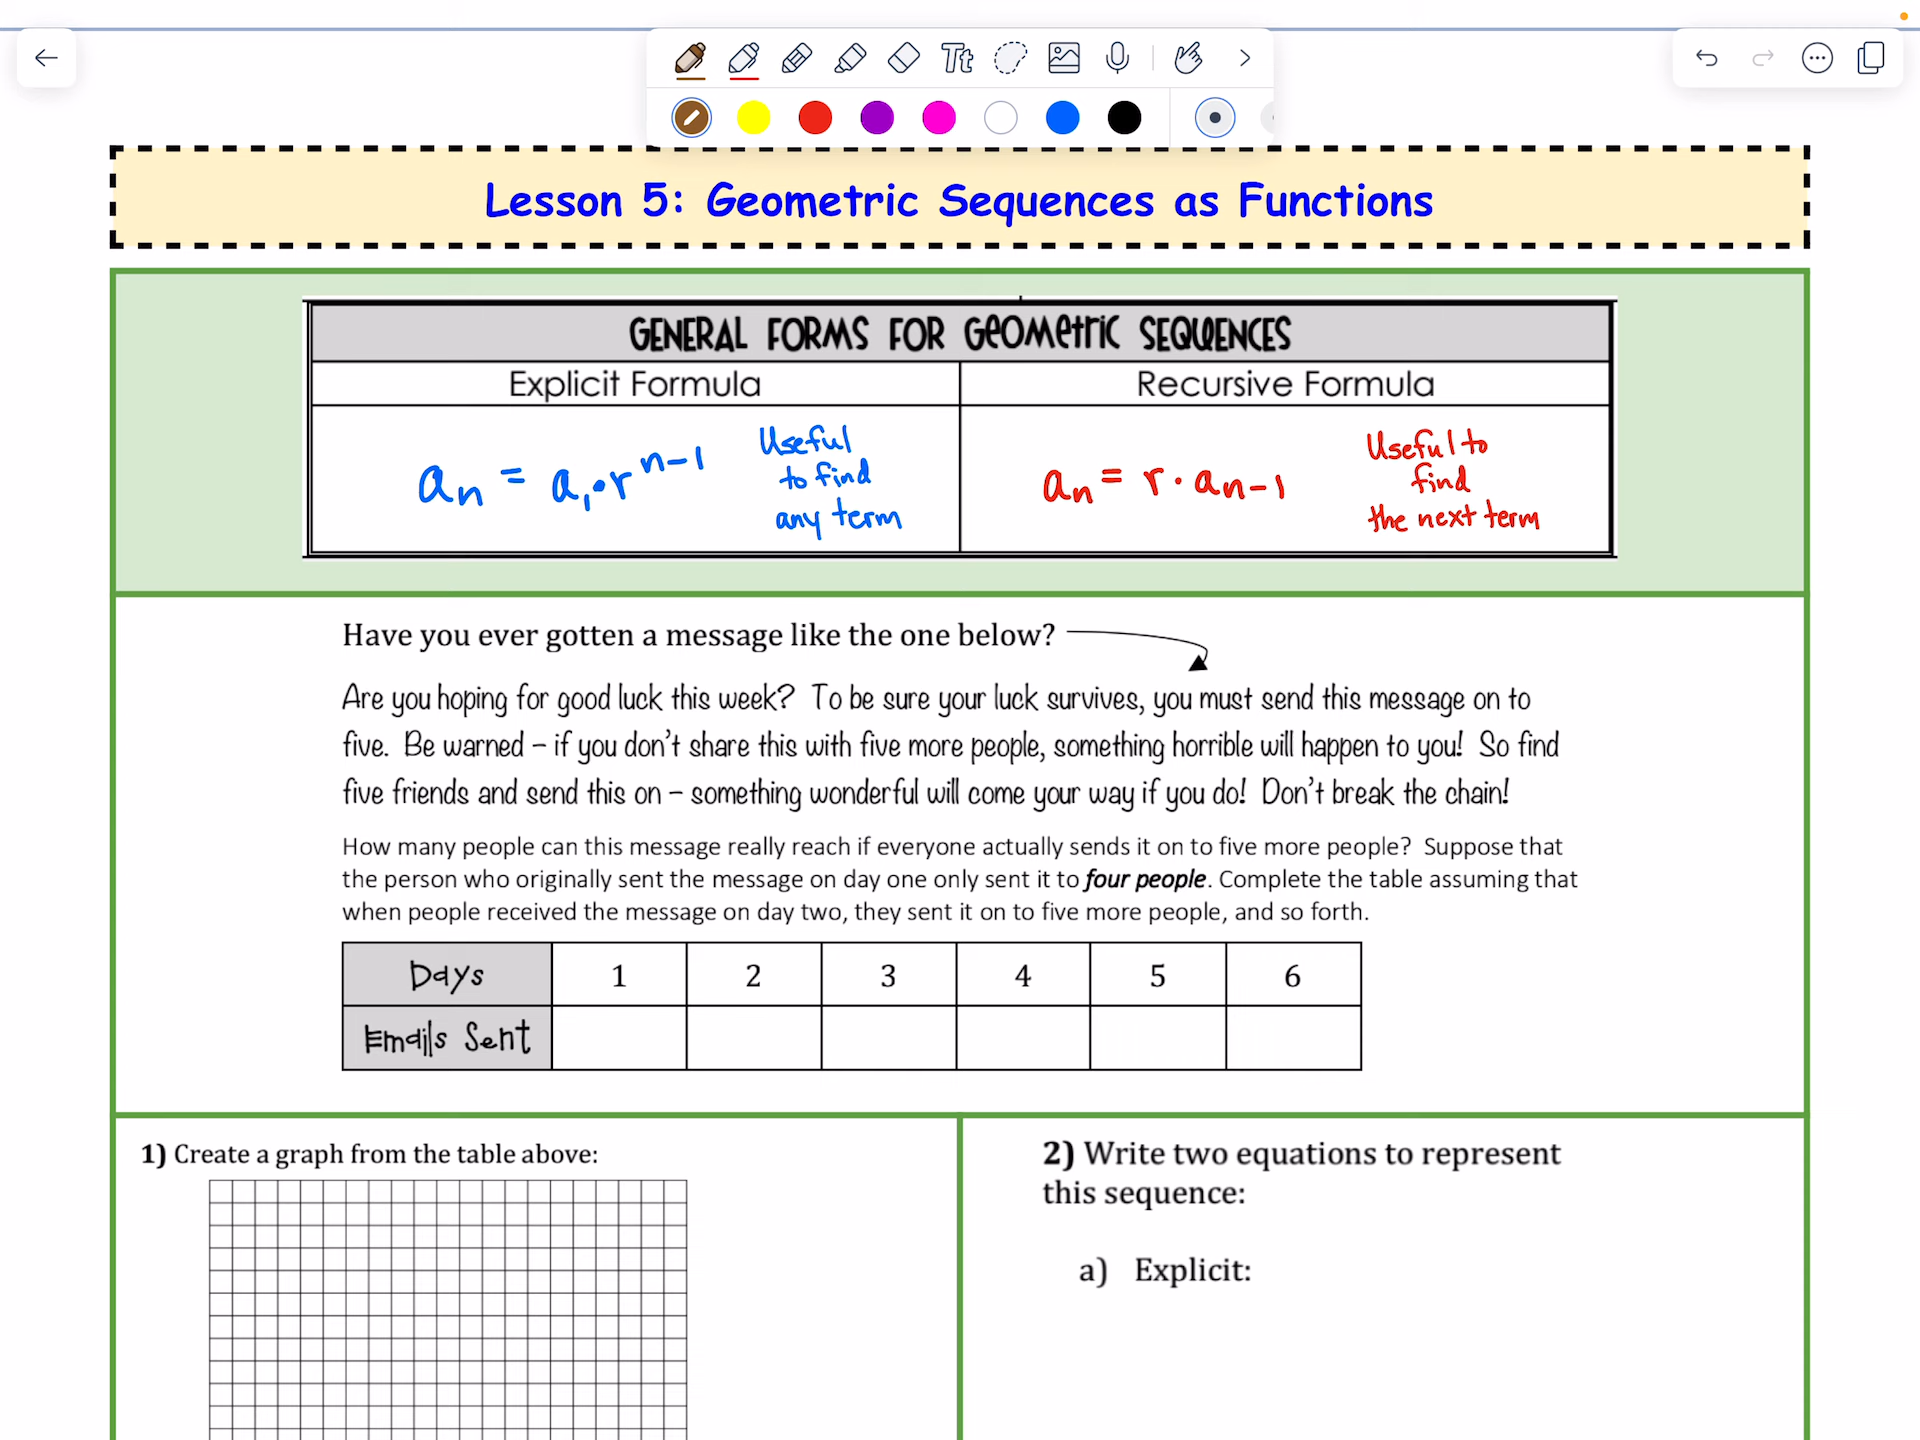 Tt
Lesson 5: Geometric Sequences as Functions
GENERAL FORMS FOR GEOMETRIC SEQUENCES
Explicit Formula
Recursive Formula
aₙ = a₁•r^(n-1)
Useful
to find
any term
aₙ = r · aₙ₋₁
Useful to
find
the next term
Have you ever gotten a message like the one below?
Are you hoping for good luck this week? To be sure your luck survives, you must send this message on to
five. Be warned – if you don't share this with five more people, something horrible will happen to you! So find
five friends and send this on – something wonderful will come your way if you do! Don't break the chain!
How many people can this message really reach if everyone actually sends it on to five more people? Suppose that
the person who originally sent the message on day one only sent it to four people. Complete the table assuming that
when people received the message on day two, they sent it on to five more people, and so forth.
Days 1 2 3 4 5 6
Emails Sent
1) Create a graph from the table above:
2) Write two equations to represent
this sequence:
a) Explicit: